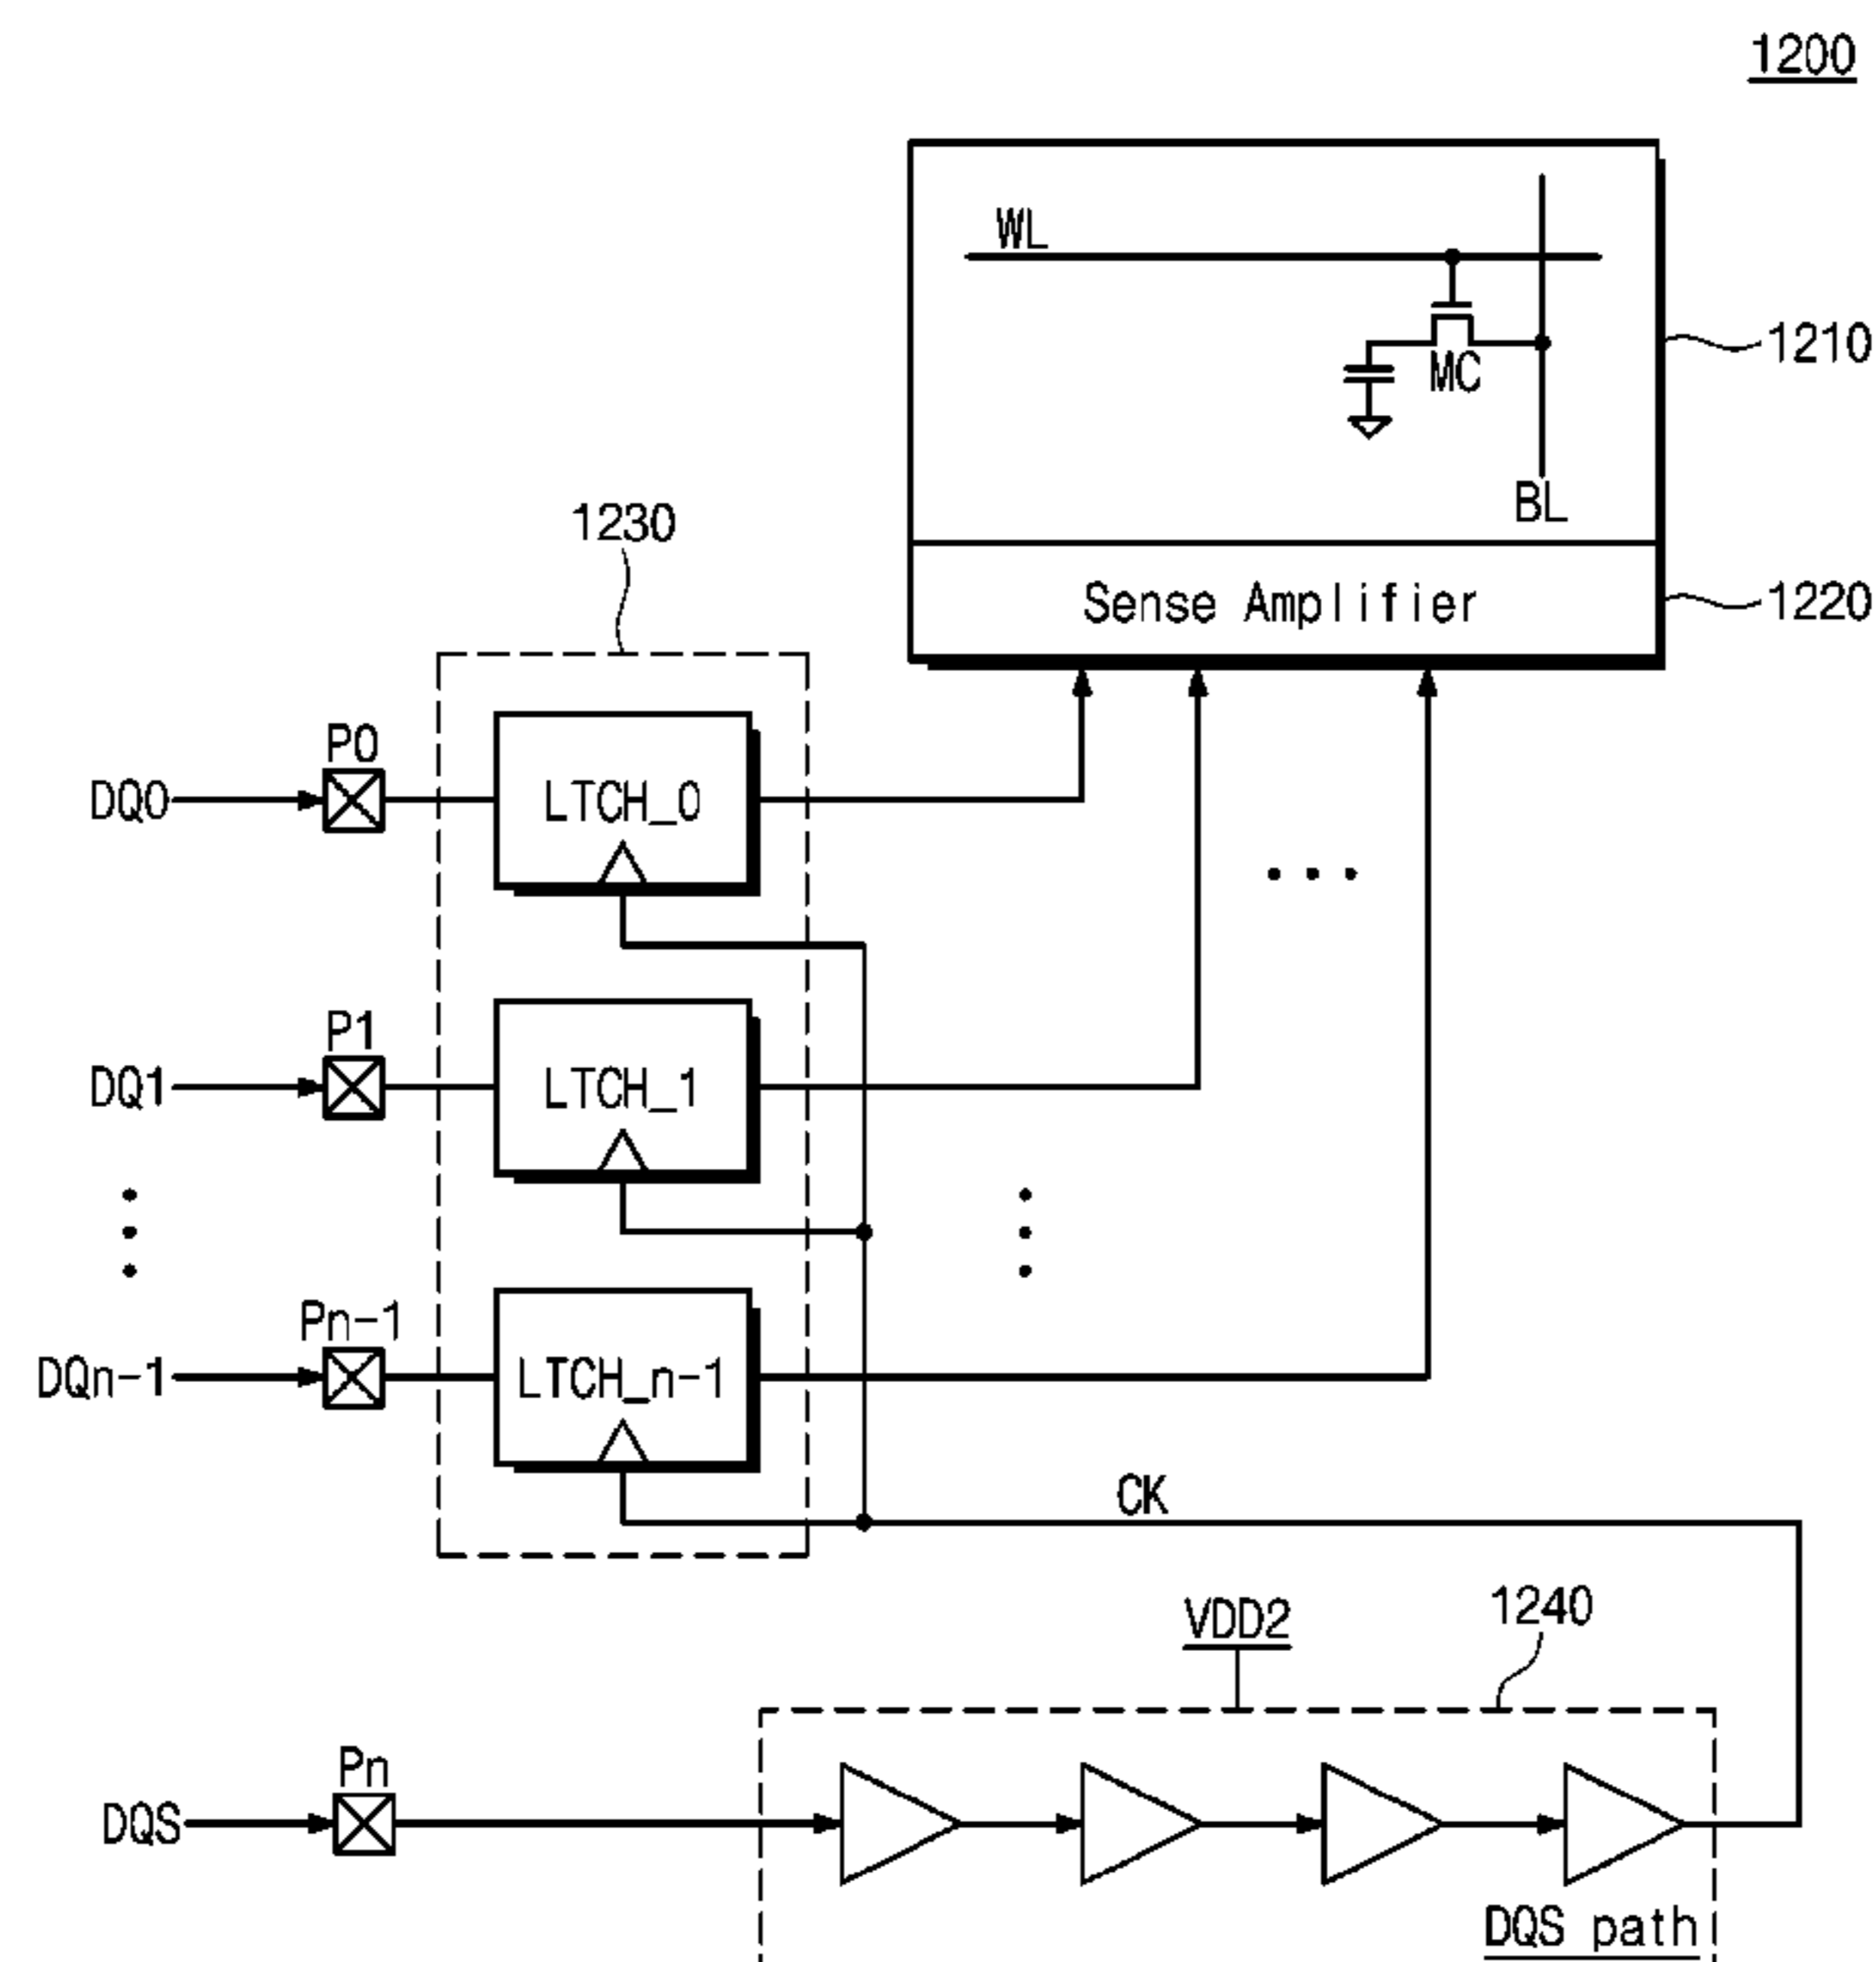 1200
WL
MC
1210
BL
1230
Sense Amplifier
1220
P0
DQ0
LTCH_0
P1
DQ1
LTCH_1
Pn-1
DQn-1
LTCH_n-1
CK
VDD2
1240
Pn
DQS
DQS path